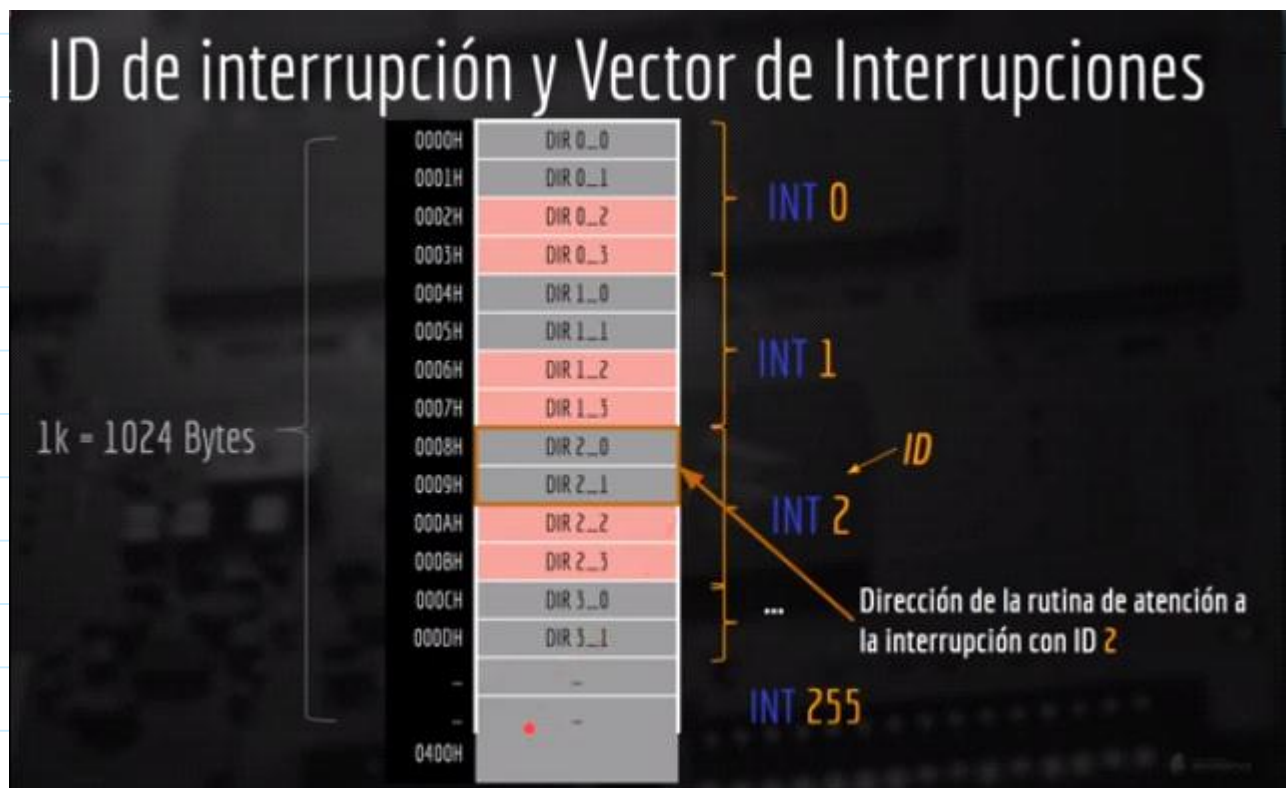 ID de interrupción y Vector de Interrupciones
0000H DIR 0_0
0001H DIR 0_1
0002H DIR 0_2
0003H DIR 0_3
INT 0
0004H DIR 1_0
0005H DIR 1_1
0006H DIR 1_2
0007H DIR 1_3
INT 1
1k = 1024 Bytes
0008H DIR 2_0
0009H DIR 2_1
000AH DIR 2_2
000BH DIR 2_3
ID
INT 2
000CH DIR 3_0
000DH DIR 3_1
...
Dirección de la rutina de atención a
la interrupción con ID 2
– –
– –
INT 255
0400H